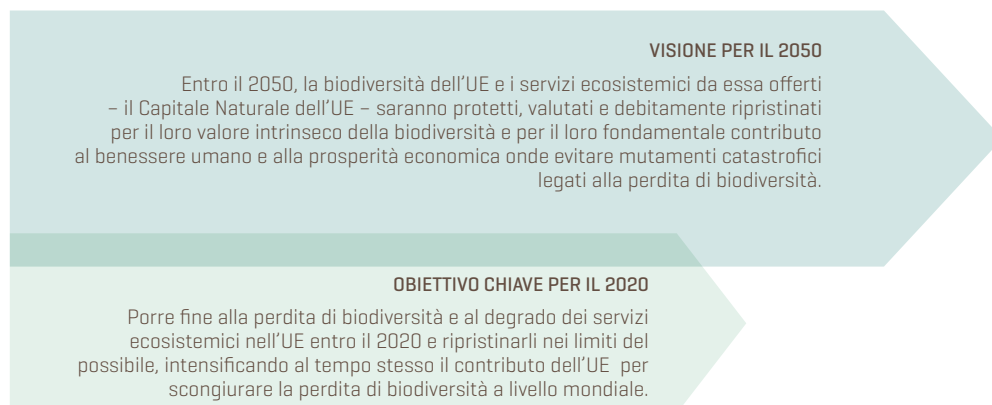 VISIONE PER IL 2050
Entro il 2050, la biodiversità dell'UE e i servizi ecosistemici da essa offerti
– il Capitale Naturale dell'UE – saranno protetti, valutati e debitamente ripristinati
per il loro valore intrinseco della biodiversità e per il loro fondamentale contributo
al benessere umano e alla prosperità economica onde evitare mutamenti catastrofici
legati alla perdita di biodiversità.
OBIETTIVO CHIAVE PER IL 2020
Porre fine alla perdita di biodiversità e al degrado dei servizi
ecosistemici nell'UE entro il 2020 e ripristinarli nei limiti del
possibile, intensificando al tempo stesso il contributo dell'UE per
scongiurare la perdita di biodiversità a livello mondiale.